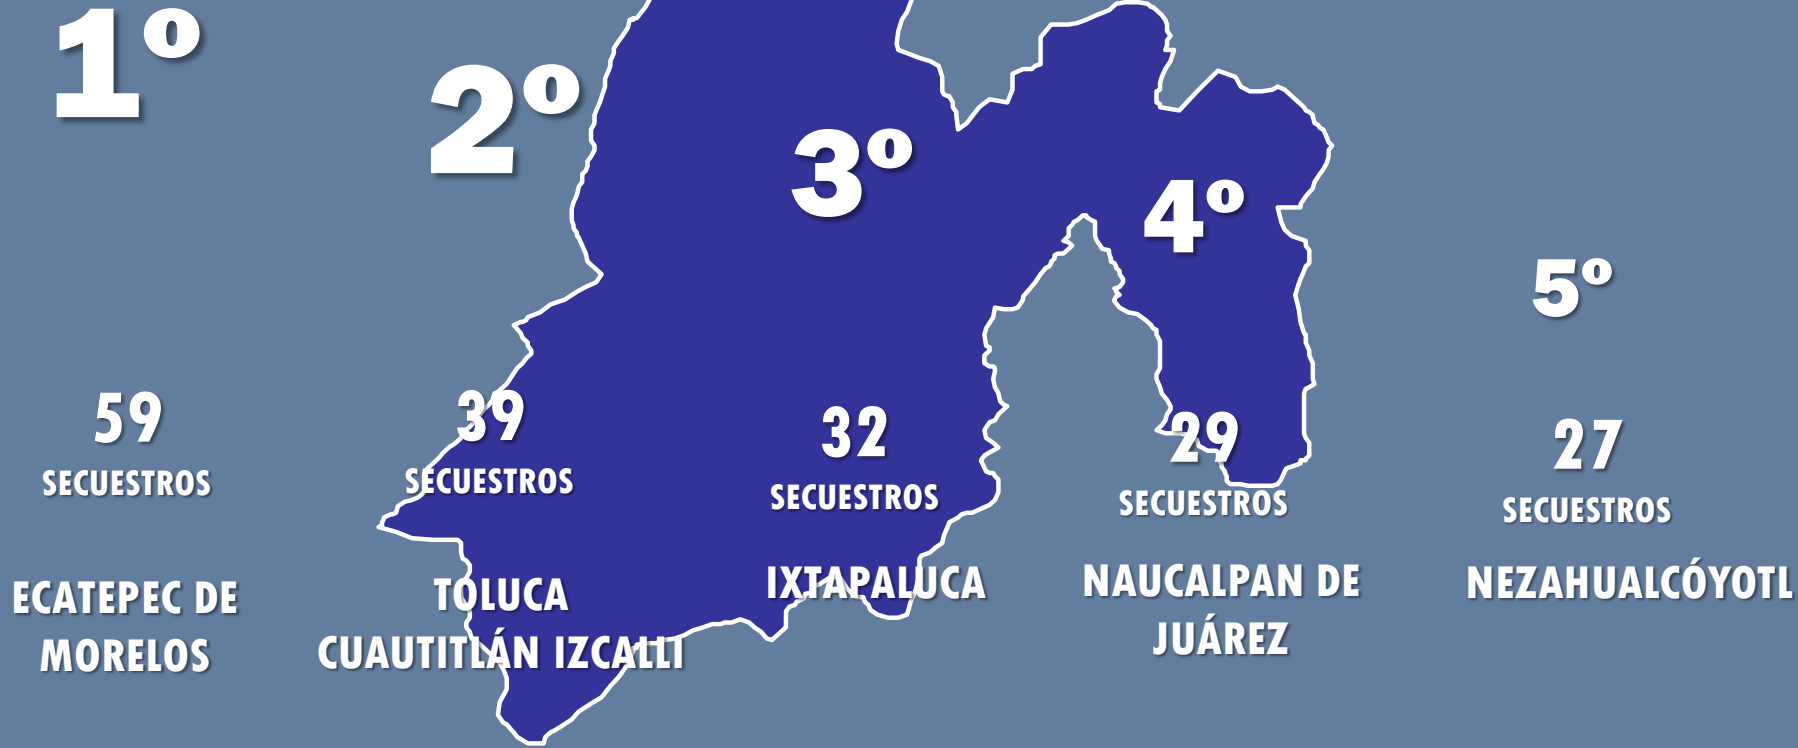 1º
59
SECUESTROS
ECATEPEC DE
MORELOS
2º
39
SECUESTROS
TOLUCA
CUAUTITLÁN IZCALLI
3º
32
SECUESTROS
IXTAPALUCA
4º
29
SECUESTROS
NAUCALPAN DE
JUÁREZ
5º
27
SECUESTROS
NEZAHUALCÓYOTL